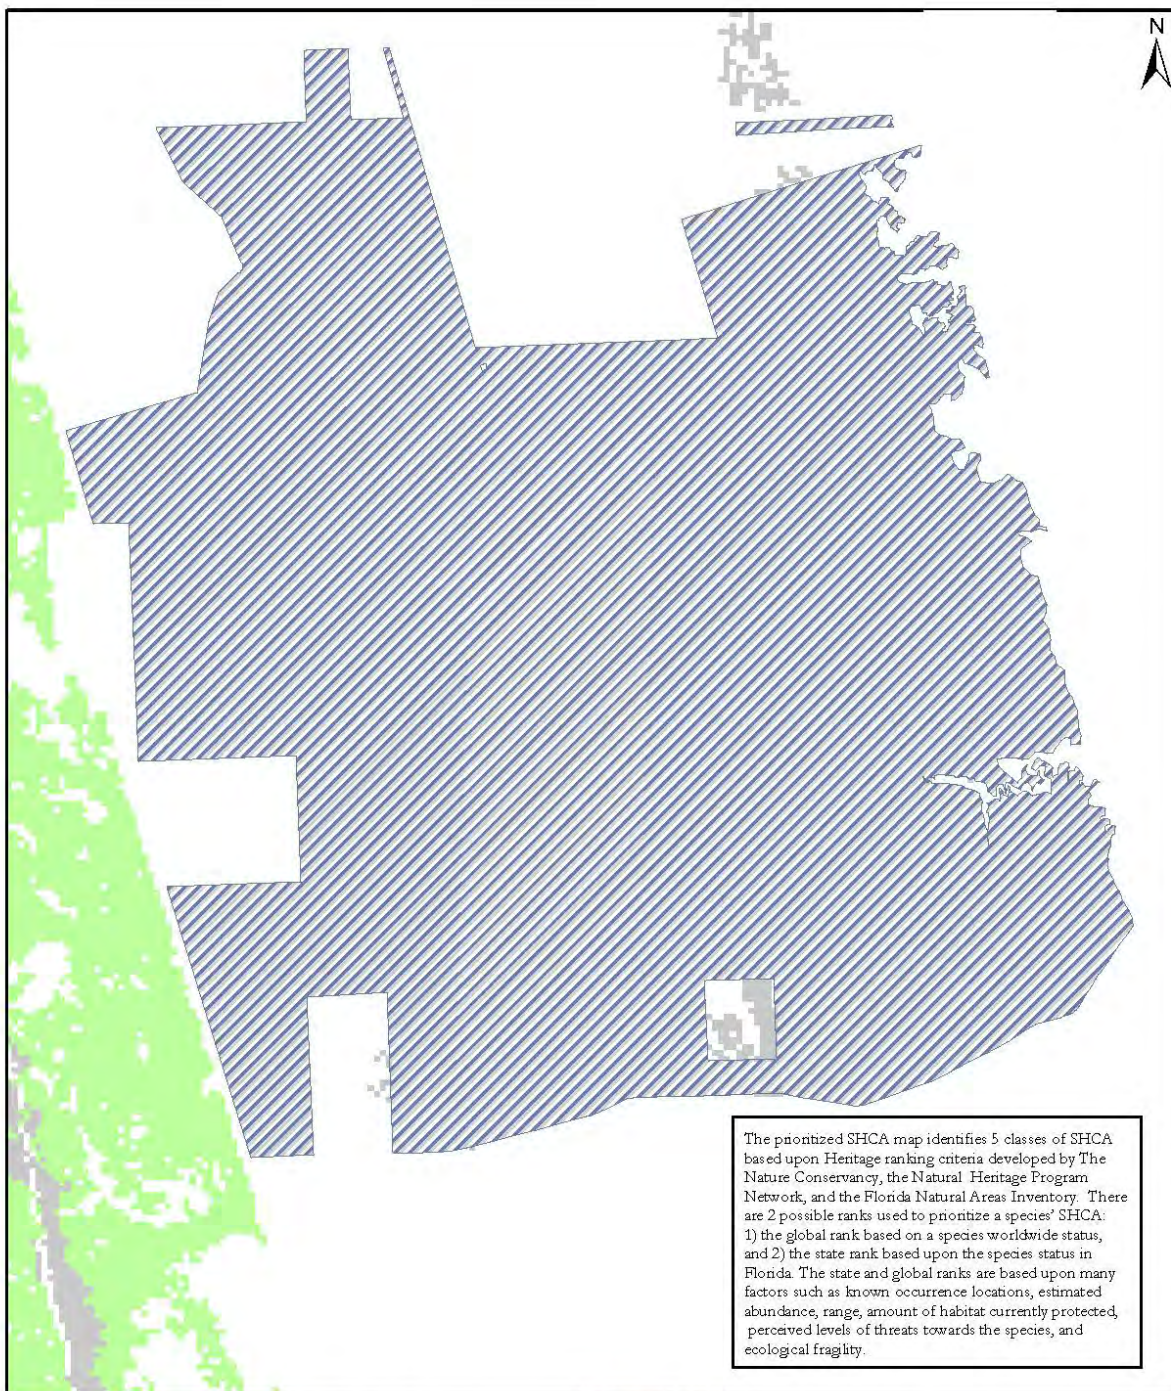 N
The prioritized SHCA map identifies 5 classes of SHCA
based upon Heritage ranking criteria developed by The
Nature Conservancy, the Natural Heritage Program
Network, and the Florida Natural Areas Inventory. There
are 2 possible ranks used to prioritize a species' SHCA:
1) the global rank based on a species worldwide status,
and 2) the state rank based upon the species status in
Florida. The state and global ranks are based upon many
factors such as known occurrence locations, estimated
abundance, range, amount of habitat currently protected,
perceived levels of threats towards the species, and
ecological fragility.